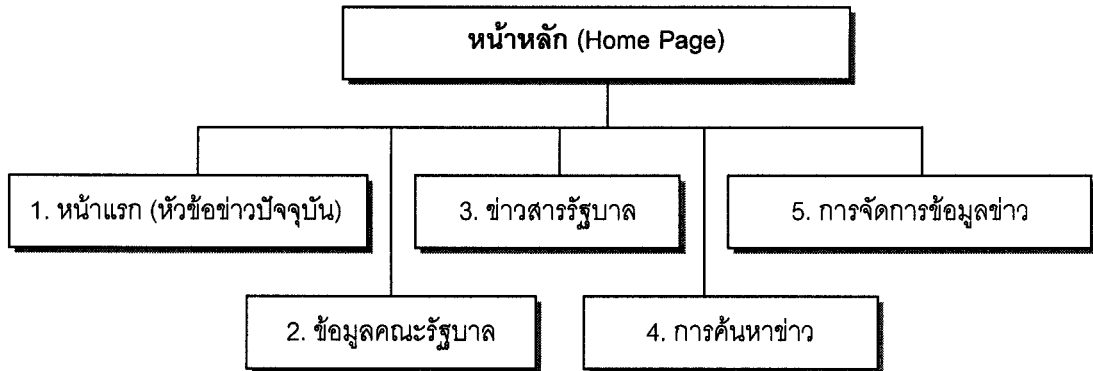 หน้าหลัก (Home Page)
1. หน้าแรก (หัวข้อข่าวปัจจุบัน)
3. ข่าวสารรัฐบาล
5. การจัดการข้อมูลข่าว
2. ข้อมูลคณะรัฐบาล
4. การค้นหาข่าว